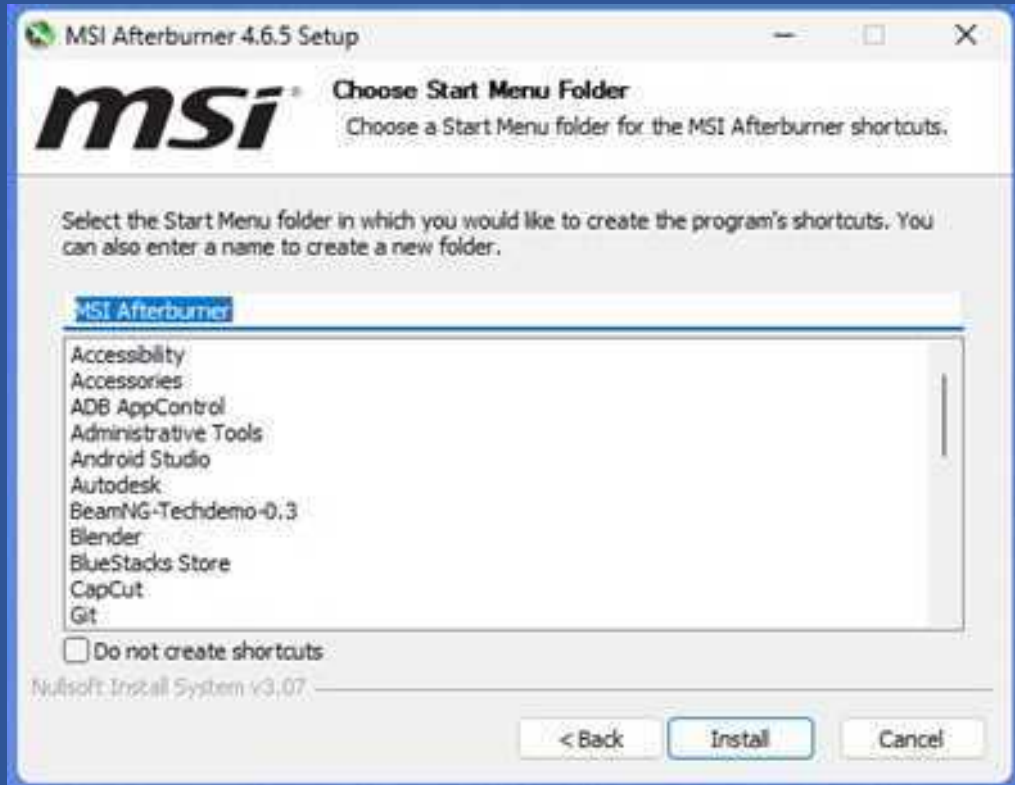 MSI Afterburner 4.6.5 Setup
msi
Choose Start Menu Folder
Choose a Start Menu folder for the MSI Afterburner shortcuts.
Select the Start Menu folder in which you would like to create the program's shortcuts. You
can also enter a name to create a new folder.
MSI Afterburner
Accessibility
Accessories
ADB AppControl
Administrative Tools
Android Studio
Autodesk
BeamNG-Techdemo-0.3
Blender
BlueStacks Store
CapCut
Git
Do not create shortcuts
Nullsoft Install System v3.07
< Back
Install
Cancel